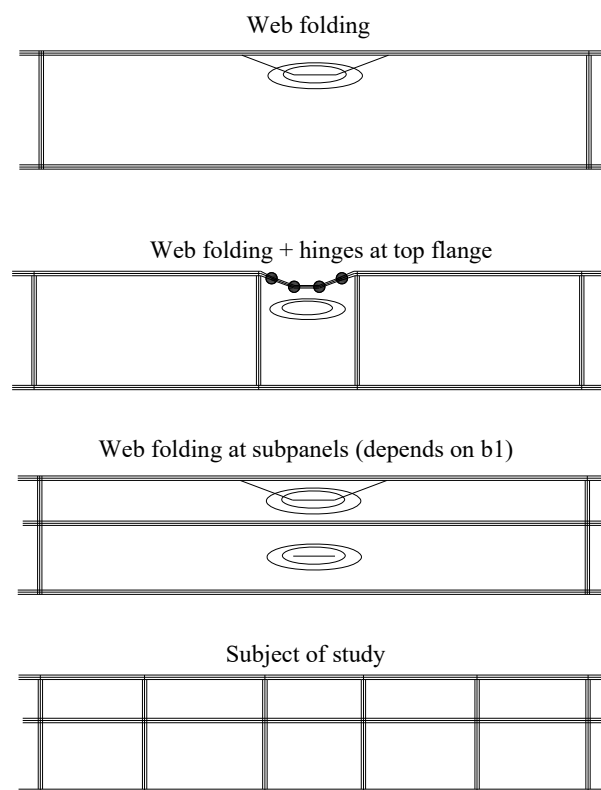 Web folding
Web folding + hinges at top flange
Web folding at subpanels (depends on b1)
Subject of study